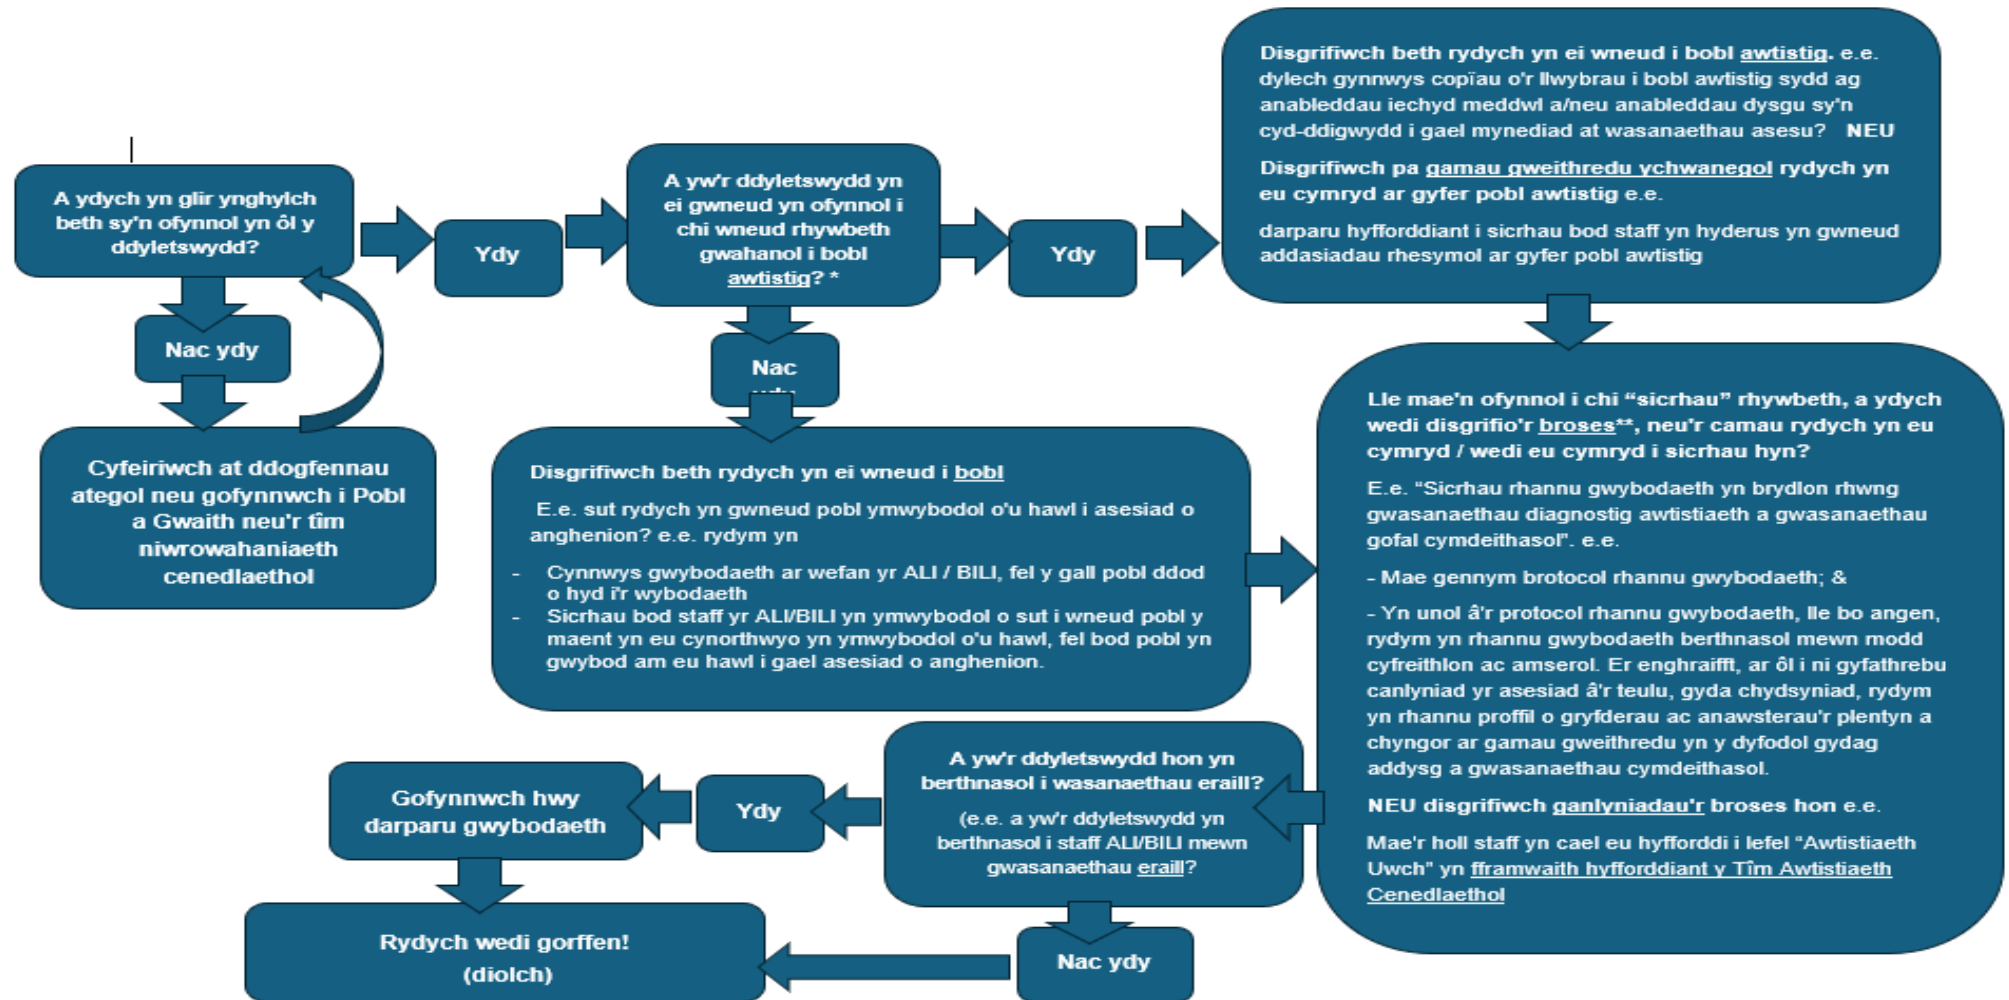 A ydych yn glir ynghylch
beth sy'n ofynnol yn ôl y
ddyletswydd?
Ydy
Nac ydy
Cyfeiriwch at ddogfennau
ategol neu gofynnwch i Pobl
a Gwaith neu'r tîm
niwrowahaniaeth
cenedlaethol
A yw'r ddyletswydd yn
ei gwneud yn ofynnol i
chi wneud rhywbeth
gwahanol i bobl
awtistig? *
Ydy
Nac
Disgrifiwch beth rydych yn ei wneud i bobl awtistig. e.e.
dylech gynnwys copïau o'r llwybrau i bobl awtistig sydd ag
anableddau iechyd meddwl a/neu anableddau dysgu sy'n
cyd-ddigwydd i gael mynediad at wasanaethau asesu? NEU
Disgrifiwch pa gamau gweithredu ychwanegol rydych yn
eu cymryd ar gyfer pobl awtistig e.e.
darparu hyfforddiant i sicrhau bod staff yn hyderus yn gwneud
addasiadau rhesymol ar gyfer pobl awtistig
Disgrifiwch beth rydych yn ei wneud i bobl
E.e. sut rydych yn gwneud pobl ymwybodol o'u hawl i asesiad o
anghenion? e.e. rydym yn
- Cynnwys gwybodaeth ar wefan yr ALI / BILI, fel y gall pobl ddod
o hyd i'r wybodaeth
- Sicrhau bod staff yr ALI/BILI yn ymwybodol o sut i wneud pobl y
maent yn eu cynorthwyo yn ymwybodol o'u hawl, fel bod pobl yn
gwybod am eu hawl i gael asesiad o anghenion.
Lle mae'n ofynnol i chi “sicrhau” rhywbeth, a ydych
wedi disgrifio'r broses**, neu'r camau rydych yn eu
cymryd / wedi eu cymryd i sicrhau hyn?
E.e. “Sicrhau rhannu gwybodaeth yn brydlon rhwng
gwasanaethau diagnostig awtistiaeth a gwasanaethau
gofal cymdeithasol”. e.e.
- Mae gennym brotocol rhannu gwybodaeth; &
- Yn unol â'r protocol rhannu gwybodaeth, lle bo angen,
rydym yn rhannu gwybodaeth berthnasol mewn modd
cyfreithlon ac amserol. Er enghraifft, ar ôl i ni gyfathrebu
canlyniad yr asesiad â'r teulu, gyda chydsyniad, rydym
yn rhannu proffil o gryfderau ac anawsterau'r plentyn a
chyngor ar gamau gweithredu yn y dyfodol gydag
addysg a gwasanaethau cymdeithasol.
NEU disgrifiwch ganlyniadau'r broses hon e.e.
Mae'r holl staff yn cael eu hyfforddi i lefel “Awtistiaeth
Uwch” yn fframwaith hyfforddiant y Tîm Awtistiaeth
Cenedlaethol
A yw'r ddyletswydd hon yn
berthnasol i wasanaethau eraill?
(e.e. a yw'r ddyletswydd yn
berthnasol i staff ALI/BILI mewn
gwasanaethau eraill?
Ydy
Gofynnwch hwy
darparu gwybodaeth
Nac ydy
Rydych wedi gorffen!
(diolch)